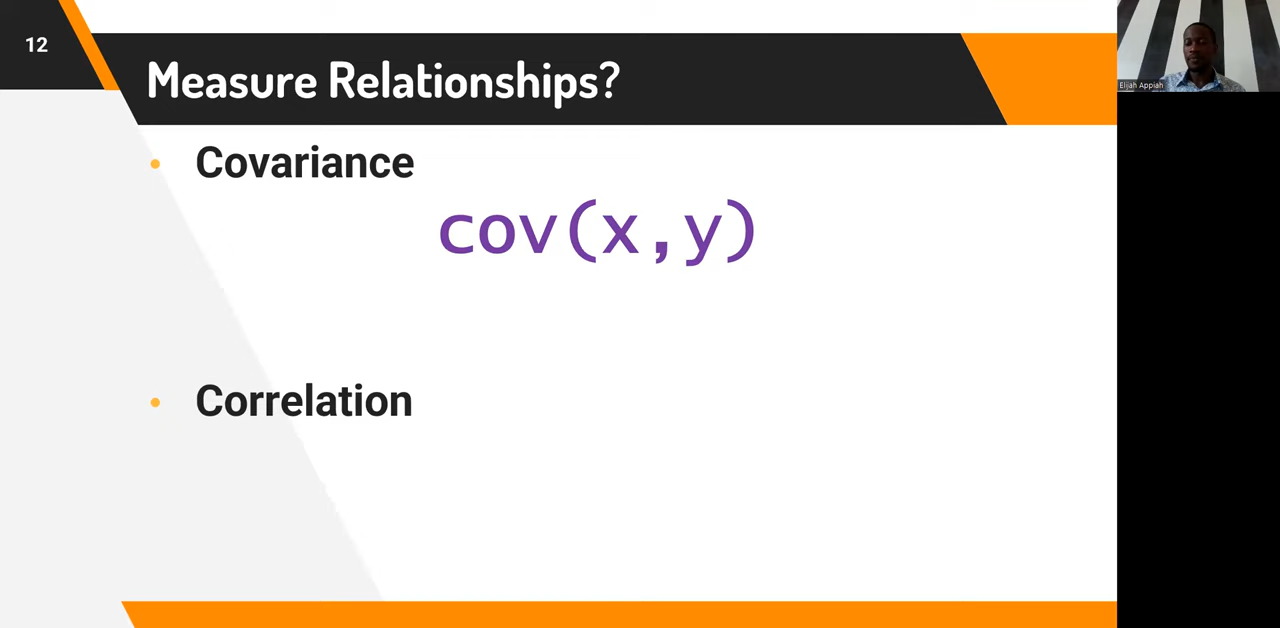 12
Measure Relationships?
Elijah Appiah
• Covariance
cov(x,y)
• Correlation